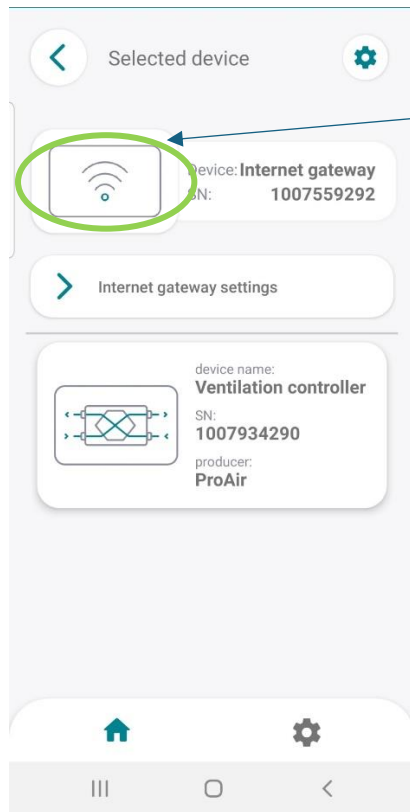 Selected device
Device: Internet gateway
SN: 1007559292
Internet gateway settings
device name:
Ventilation controller
SN:
1007934290
producer:
ProAir